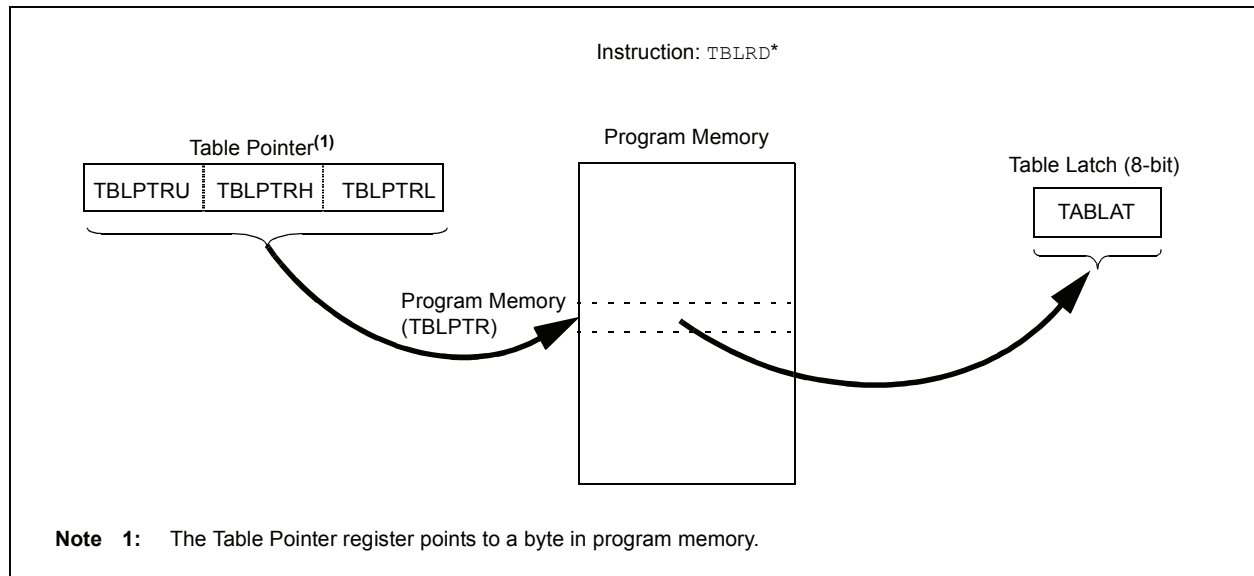 Instruction: TBLRD*
Table Pointer(1)
TBLPTRU TBLPTRH TBLPTRL
Program Memory
Table Latch (8-bit)
TABLAT
Program Memory
(TBLPTR)
Note 1: The Table Pointer register points to a byte in program memory.